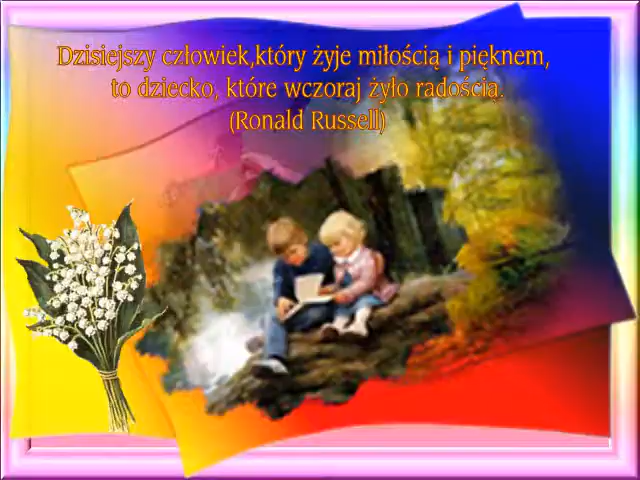 Dzisiejszy człowiek,który żyje miłością i pięknem,
to dziecko, które wczoraj żyło radością.
(Ronald Russell)